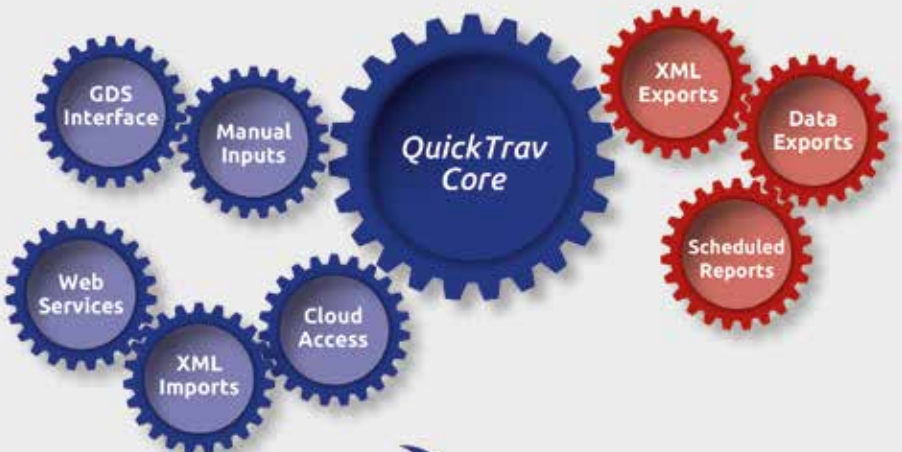 GDS
Interface
Manual
Inputs
QuickTrav
Core
XML
Exports
Data
Exports
Scheduled
Reports
Web
Services
XML
Imports
Cloud
Access